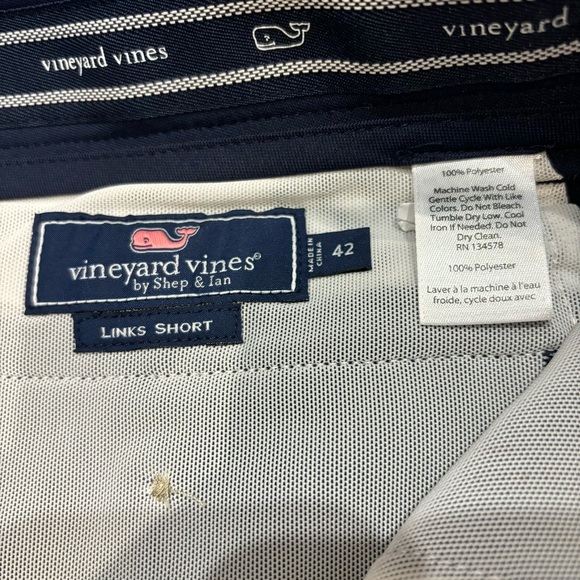 vineyard vines
vineyard
100% Polyester
Machine Wash Cold
Gentle Cycle With Like
Colors. Do Not Bleach.
Tumble Dry Low. Cool
Iron If Needed. Do Not
Dry Clean.
RN 134578
100% Polyester
Laver à la machine à l'eau
froide, cycle doux avec
vineyard vines®
by Shep & Ian
MADE IN
CHINA
42
LINKS SHORT